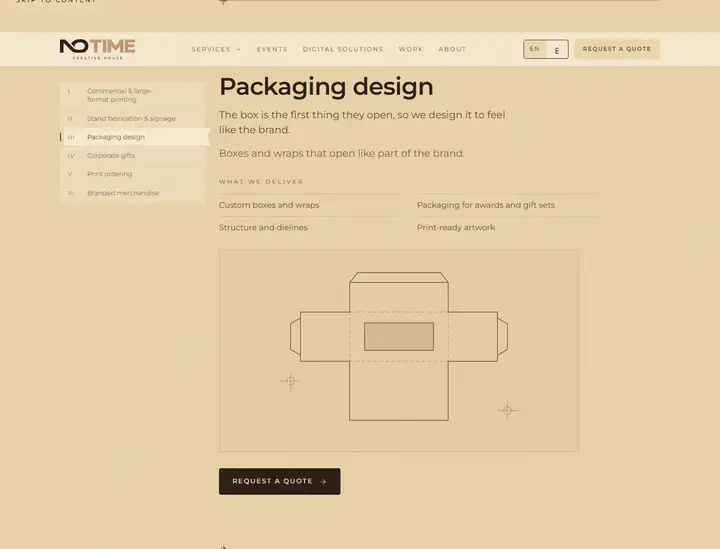 SKIP TO CONTENT
NOTIME
CREATIVE HOUSE
SERVICES
EVENTS
DIGITAL SOLUTIONS
WORK
ABOUT
EN
ع
REQUEST A QUOTE
I Commercial & large-
format printing
II Stand fabrication & signage
III Packaging design
IV Corporate gifts
V Print ordering
VI Branded merchandise
Packaging design
The box is the first thing they open, so we design it to feel
like the brand.
Boxes and wraps that open like part of the brand.
WHAT WE DELIVER
Custom boxes and wraps
Packaging for awards and gift sets
Structure and dielines
Print-ready artwork
REQUEST A QUOTE →